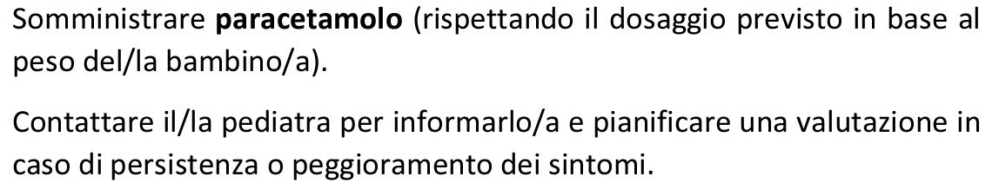 Somministrare paracetamolo (rispettando il dosaggio previsto in base al
peso del/la bambino/a).
Contattare il/la pediatra per informarlo/a e pianificare una valutazione in
caso di persistenza o peggioramento dei sintomi.